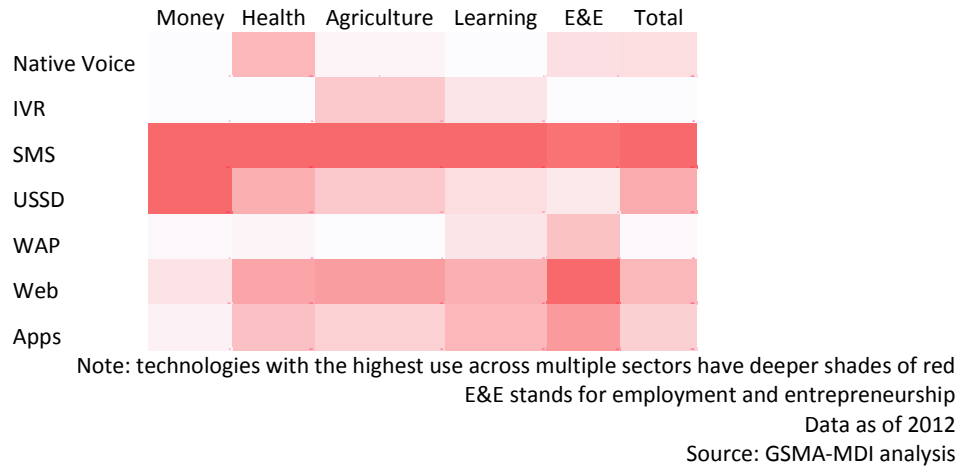 Money Health Agriculture Learning E&E Total
Native Voice
IVR
SMS
USSD
WAP
Web
Apps
Note: technologies with the highest use across multiple sectors have deeper shades of red
E&E stands for employment and entrepreneurship
Data as of 2012
Source: GSMA-MDI analysis